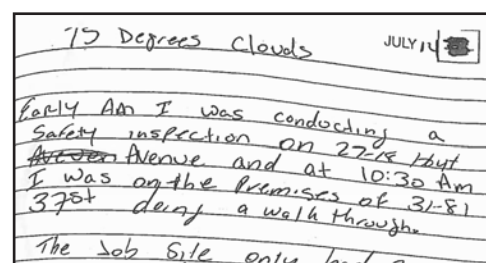 75 Degrees Clouds JULY 14
Early AM I was conducting a
Safety inspection on 27-18 Hoyt
Avenue and at 10:30 AM
I was on the Premises of 31-81
37St doing a walk through.
The Job Site only had